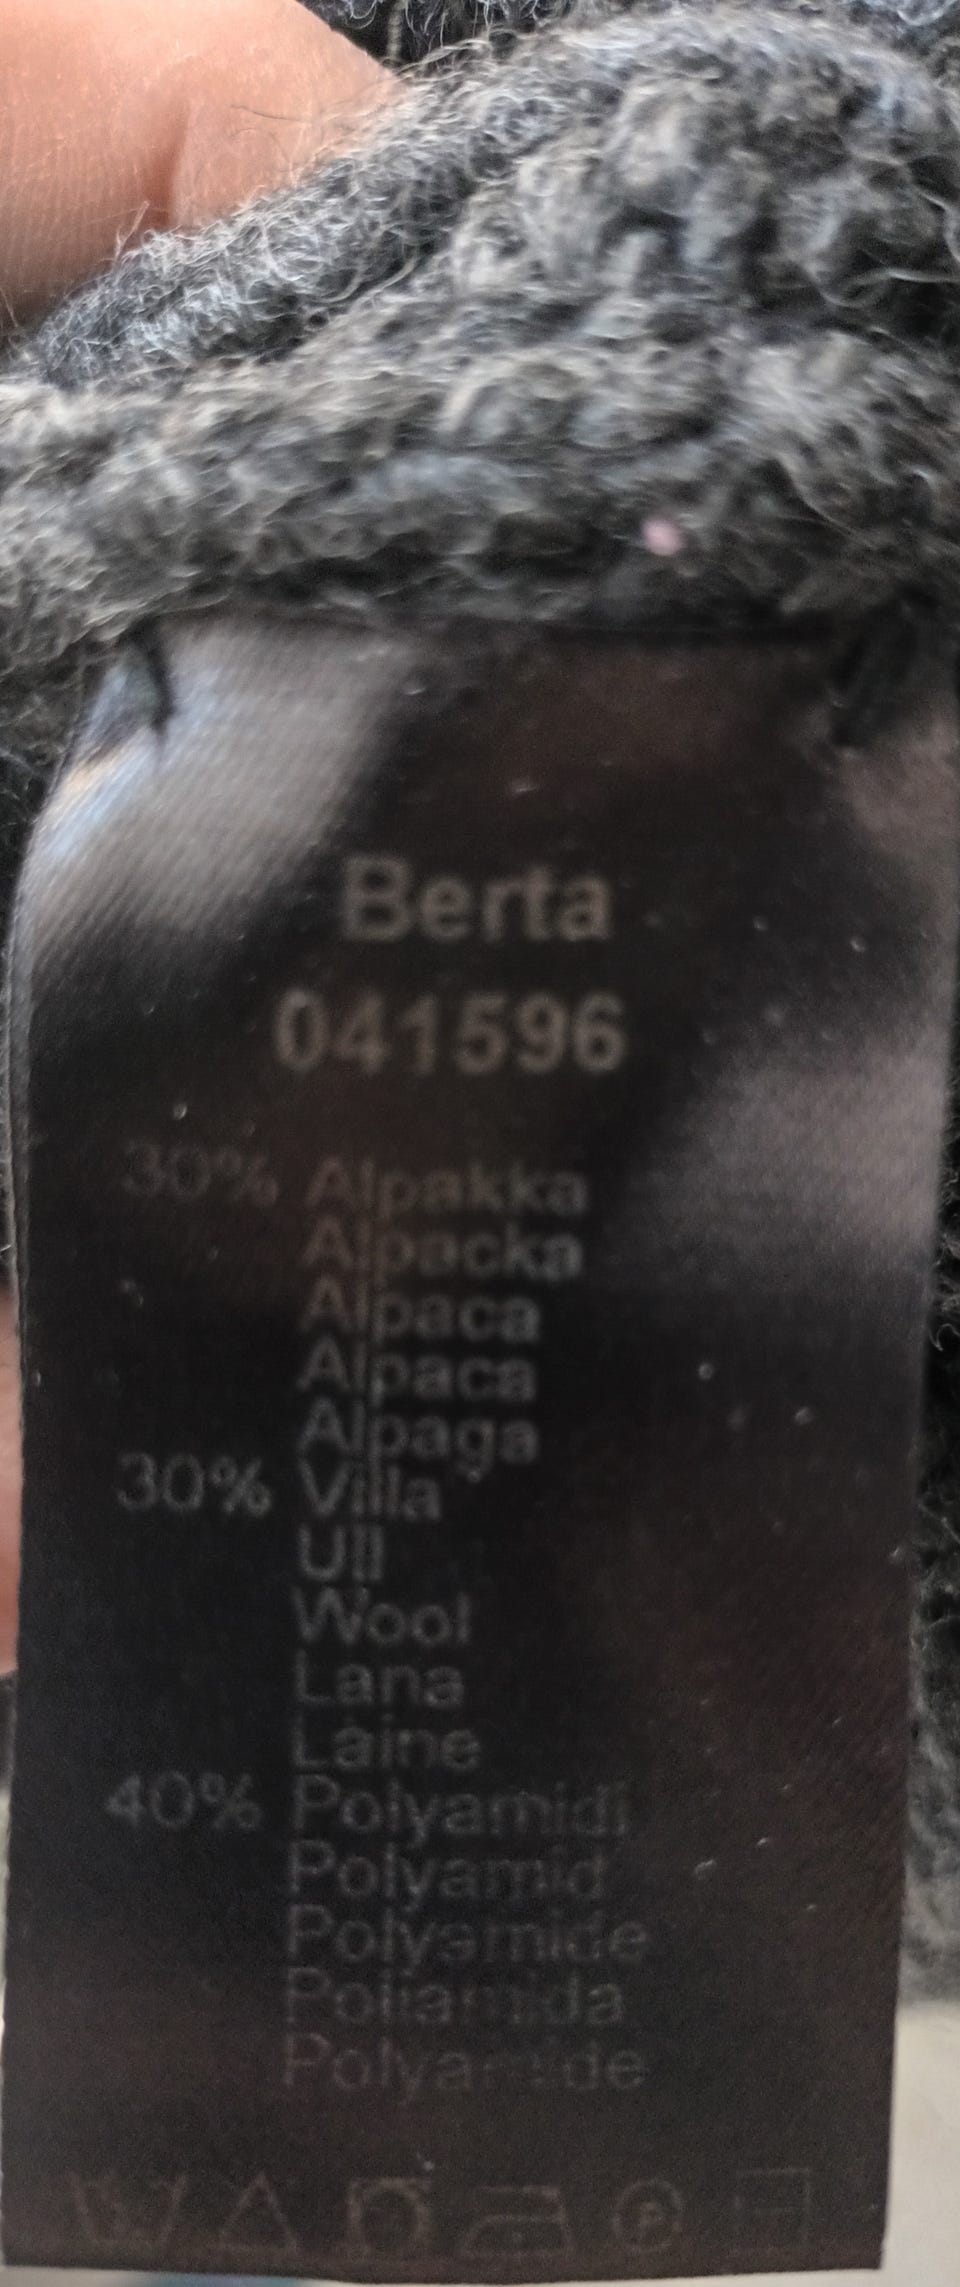 Berta
041596
30% Alpakka
Alpacka
Alpaca
Alpaca
Alpaga
30% Villa
Ull
Wool
Lana
Laine
40% Polyamidi
Polyamid
Polyamide
Poliamida
Polyamide
P